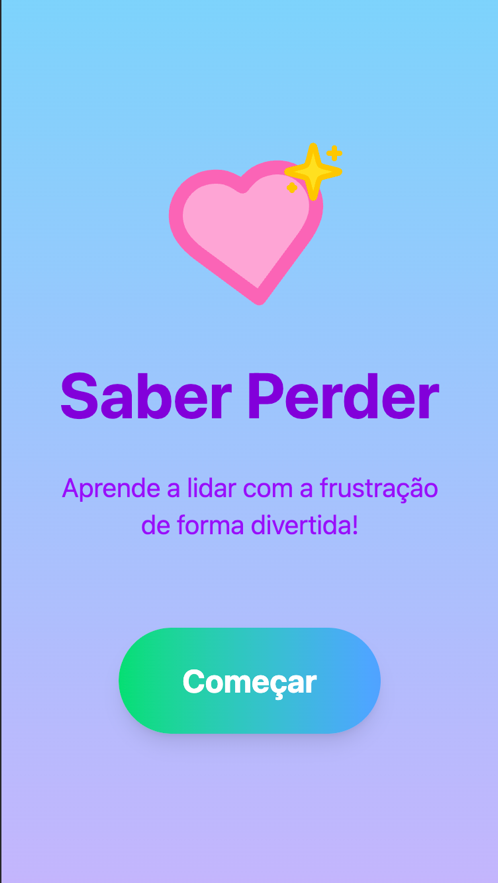 Saber Perder
Aprende a lidar com a frustração
de forma divertida!
Começar